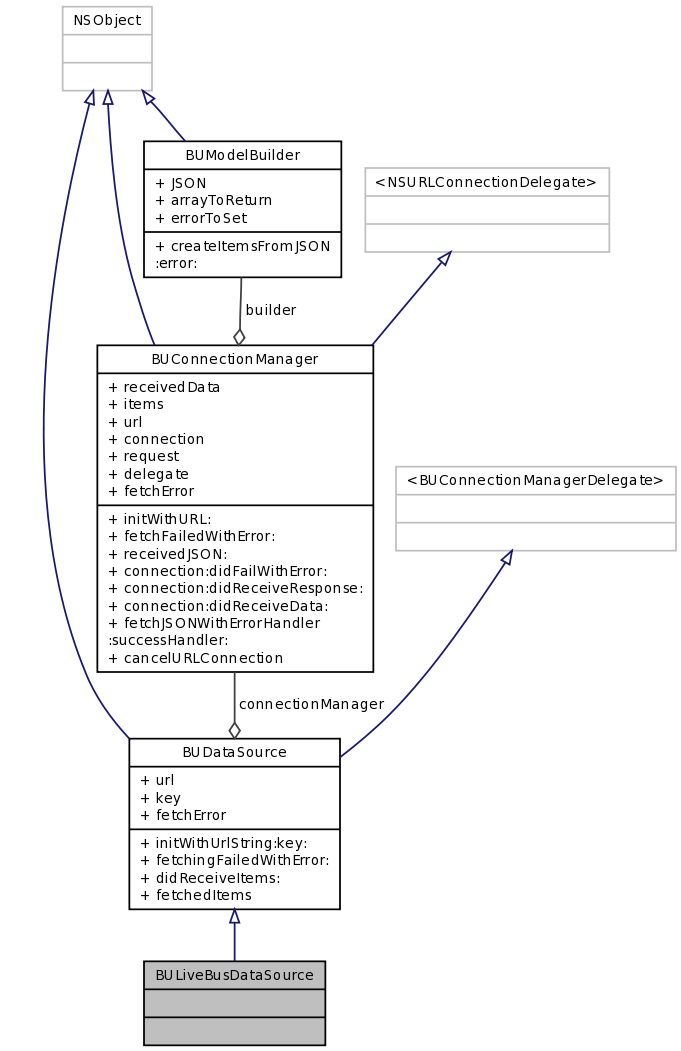 NSObject
BUModelBuilder
+ JSON
+ arrayToReturn
+ errorToSet
+ createItemsFromJSON
:error:
<NSURLConnectionDelegate>
builder
BUConnectionManager
+ receivedData
+ items
+ url
+ connection
+ request
+ delegate
+ fetchError
+ initWithURL:
+ fetchFailedWithError:
+ receivedJSON:
+ connection:didFailWithError:
+ connection:didReceiveResponse:
+ connection:didReceiveData:
+ fetchJSONWithErrorHandler
:successHandler:
+ cancelURLConnection
<BUConnectionManagerDelegate>
connectionManager
BUDataSource
+ url
+ key
+ fetchError
+ initWithUrlString:key:
+ fetchingFailedWithError:
+ didReceiveItems:
+ fetchedItems
BULiveBusDataSource